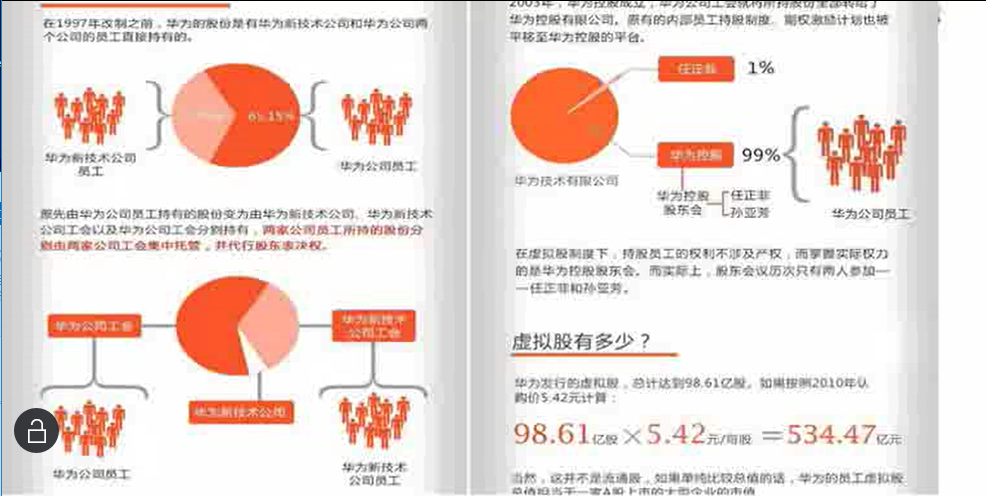 在1997年改制之前，华为的股份是有华为新技术公司和华为公司两
个公司的员工直接持有的。
65.15%
华为新技术公司
员工
华为公司员工
原先由华为公司员工持有的股份变为由华为新技术公司、华为新技术
公司工会以及华为公司工会分别持有，两家公司员工所持的股份分
别由两家公司工会集中托管，并代行股东表决权。
华为公司工会
华为新技术
公司工会
华为新技术公司
华为公司员工
华为新技术
公司员工
2003年，华为控股成立，华为公司工会就将所持股份全部转给了
华为控股有限公司。原有的内部员工持股制度、期权激励计划也被
平移至华为控股的平台。
任正非
1%
华为控股
99%
华为技术有限公司
华为控股
股东会
任正非
孙亚芳
华为公司员工
在虚拟股制度下，持股员工的权利不涉及产权，而掌握实际权力
的是华为控股股东会。而实际上，股东会议历次只有两人参加—
—任正非和孙亚芳。
虚拟股有多少？
华为发行的虚拟股，总计达到98.61亿股。如果按照2010年认
购价5.42元计算：
98.61亿股×5.42元/每股 =534.47亿元
当然，这并不是流通股，如果单纯比较总值的话，华为的员工虚拟股
总值相当于一家A股上市的大型企业的市值